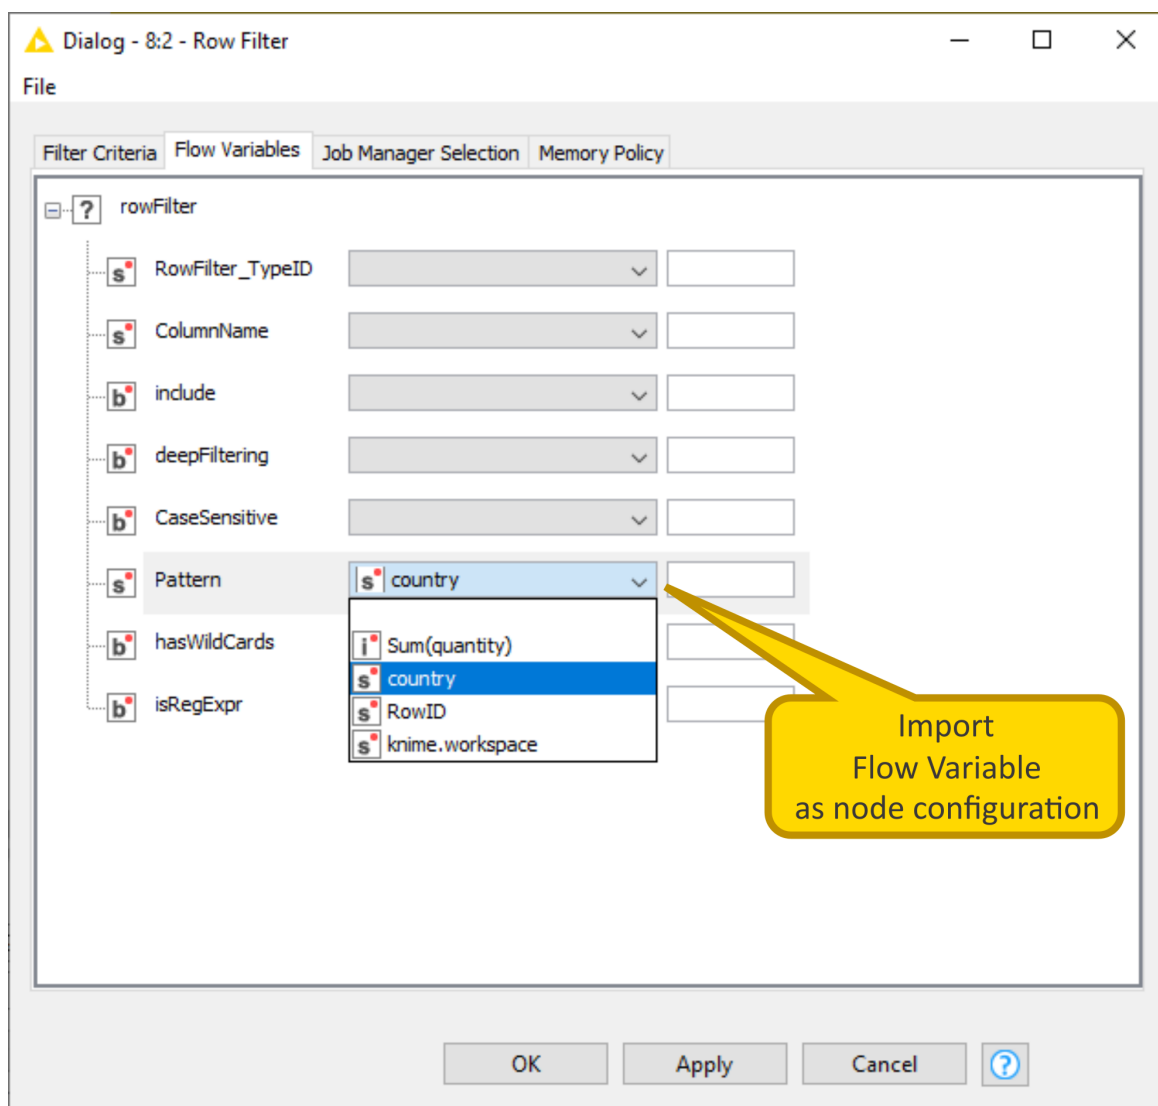 Dialog - 8:2 - Row Filter
File
Filter Criteria Flow Variables Job Manager Selection Memory Policy
? rowFilter
s RowFilter_TypeID
s ColumnName
b include
b deepFiltering
b CaseSensitive
s Pattern s country
b hasWildCards
i Sum(quantity)
s country
b isRegExpr
s RowID
s knime.workspace
Import
Flow Variable
as node configuration
OK Apply Cancel ?